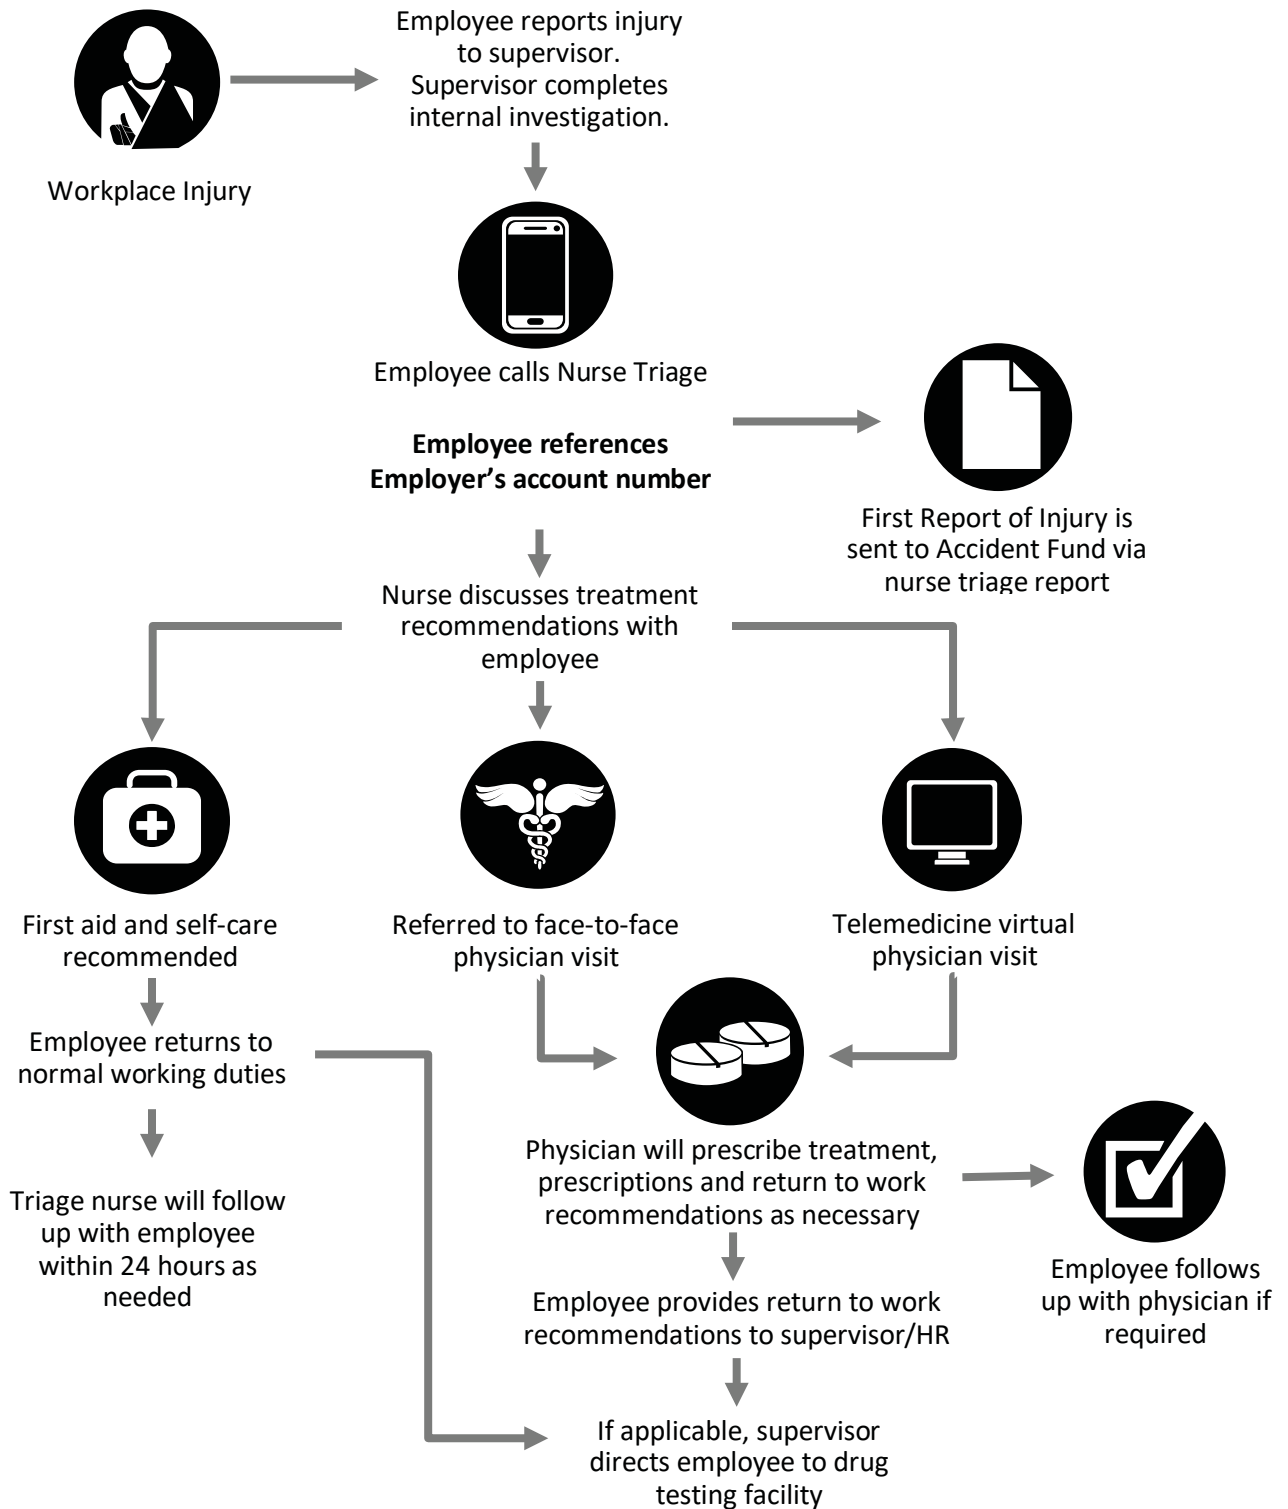 Employee reports injury
to supervisor.
Supervisor completes
internal investigation.
Workplace Injury
Employee calls Nurse Triage
Employee references
Employer’s account number
First Report of Injury is
sent to Accident Fund via
nurse triage report
Nurse discusses treatment
recommendations with
employee
First aid and self-care
recommended
Referred to face-to-face
physician visit
Telemedicine virtual
physician visit
Employee returns to
normal working duties
Triage nurse will follow
up with employee
within 24 hours as
needed
Physician will prescribe treatment,
prescriptions and return to work
recommendations as necessary
Employee follows
up with physician if
required
Employee provides return to work
recommendations to supervisor/HR
If applicable, supervisor
directs employee to drug
testing facility